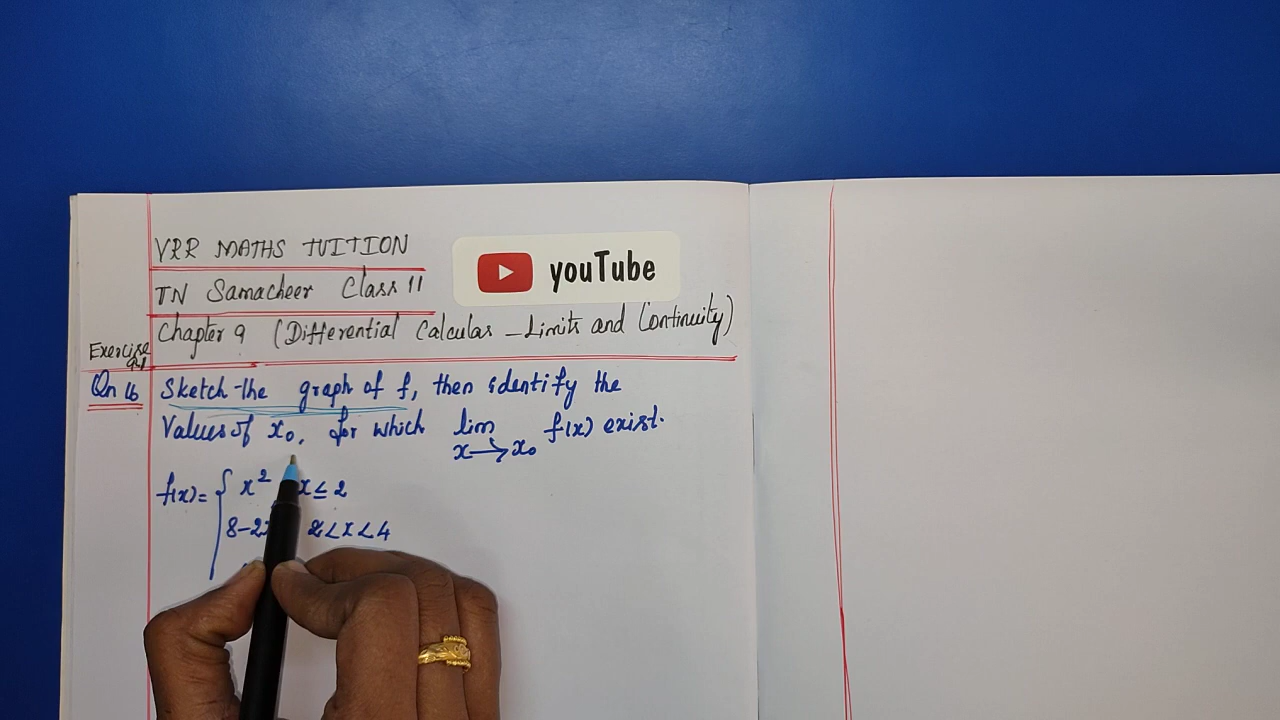 VRR MATHS TUITION
youTube
TN Samacheer Class 11
Chapter 9 (Differential Calculas - Limits and Continuity)
Exercise 9.1
Qn 16 Sketch the graph of f, then identify the
Values of x₀, for which lim x→x₀ f(x) exist.
f(x) = { x² x ≤ 2
8-2x 2<x<4